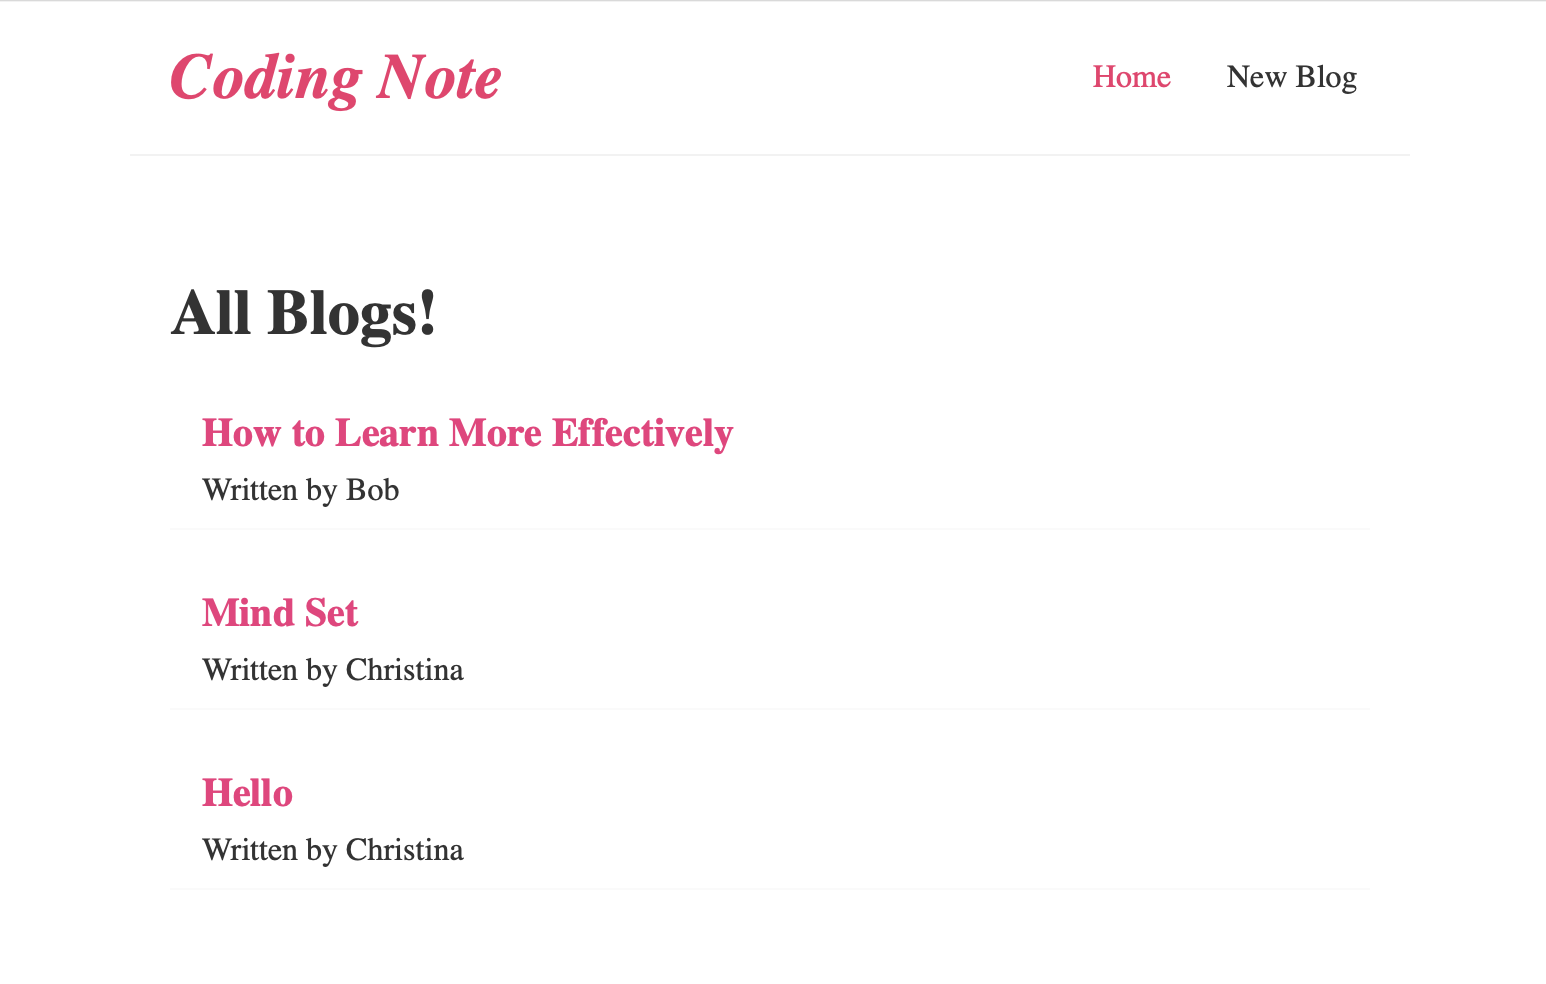 Coding Note
Home New Blog
All Blogs!
How to Learn More Effectively
Written by Bob
Mind Set
Written by Christina
Hello
Written by Christina